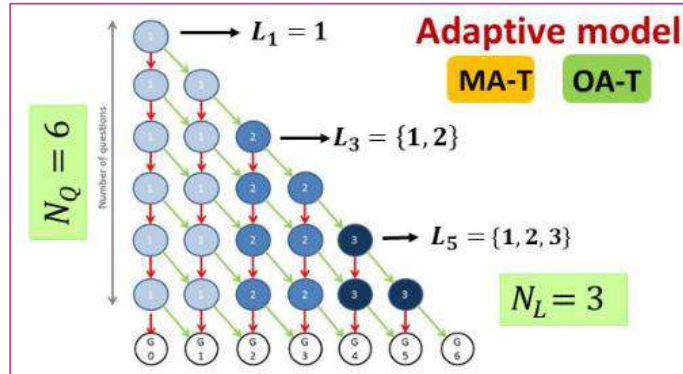 L₁ = 1
Adaptive model
MA-T OA-T
Number of questions
N_Q = 6
1
1 1
1 1 2
L₃ = {1, 2}
1 1 2 2
1 1 2 2 3
L₅ = {1, 2, 3}
1 1 2 2 3 3
N_L = 3
G G G G G G G
0 1 2 3 4 5 6